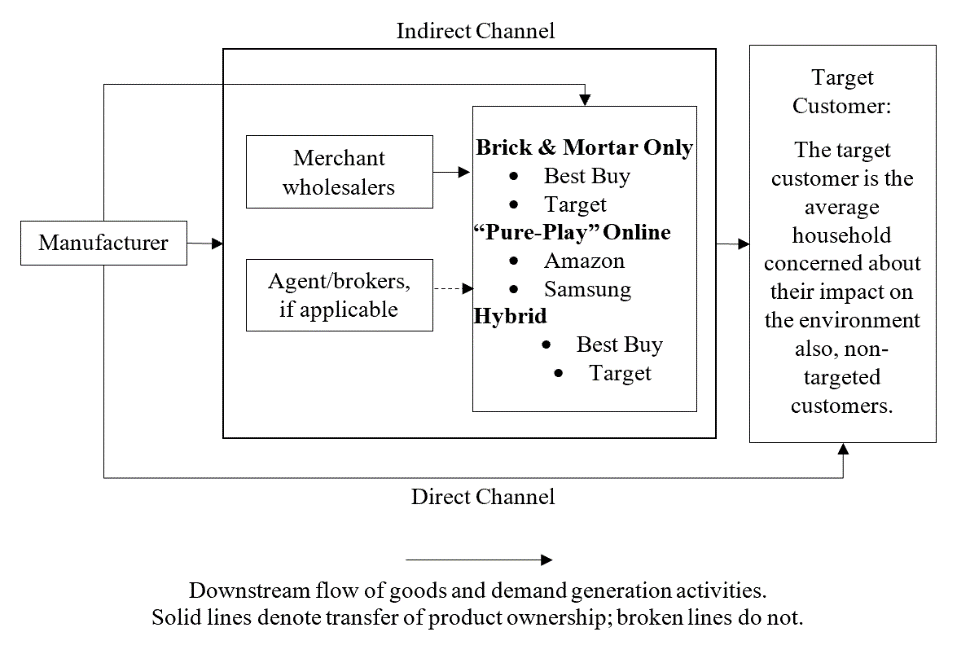 Indirect Channel
Manufacturer
Merchant
wholesalers
Agent/brokers,
if applicable
Brick & Mortar Only
• Best Buy
• Target
“Pure-Play” Online
• Amazon
• Samsung
Hybrid
• Best Buy
• Target
Target
Customer:
The target
customer is the
average
household
concerned about
their impact on
the environment
also, non-
targeted
customers.
Direct Channel
Downstream flow of goods and demand generation activities.
Solid lines denote transfer of product ownership; broken lines do not.